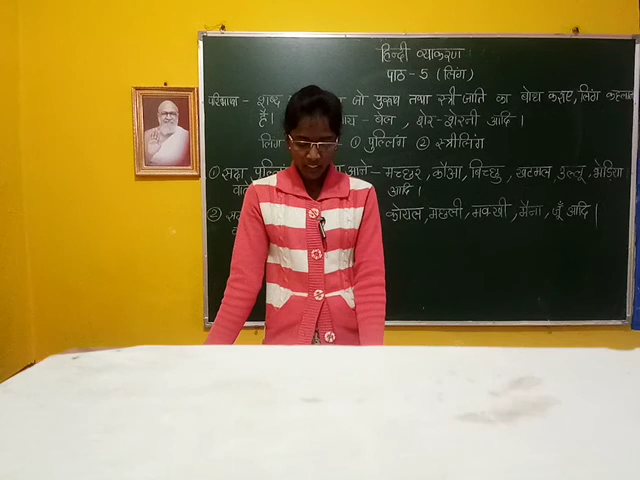 हिन्दी व्याकरण
पाठ - 5 (लिंग)
परिभाषा - शब्द जो पुरुष तथा स्त्री जाति का बोध कराए, लिंग कहलाता
है। गाय - बैल, शेर - शेरनी आदि।
लिंग ① पुल्लिंग ② स्त्रीलिंग
① सदा आने - मच्छर, कौआ, बिच्छु, खटमल, उल्लू, भेड़िया
वाले आदि।
② कोयल, मछली, मक्खी, मैना, जूँ आदि।